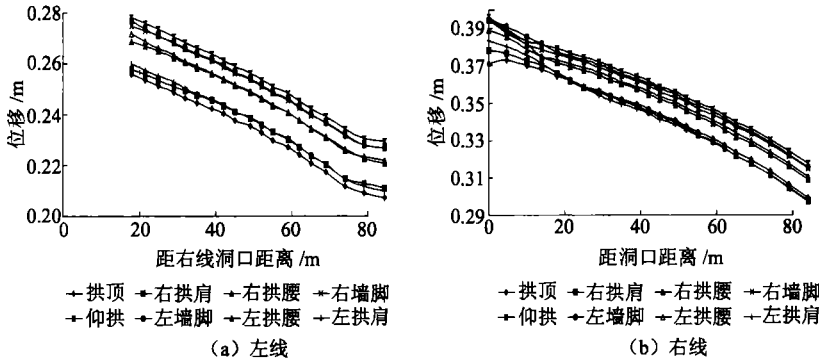 0.28
0.26
0.24
0.22
0.20
位移/m
0 20 40 60 80 100
距右线洞口距离/m
拱顶 右拱肩 右拱腰 右墙脚
仰拱 左墙脚 左拱腰 左拱肩
(a) 左线
0.39
0.37
0.35
0.33
0.31
0.29
位移/m
0 20 40 60 80
距洞口距离/m
拱顶 右拱肩 右拱腰 右墙脚
仰拱 左墙脚 左拱腰 左拱肩
(b) 右线